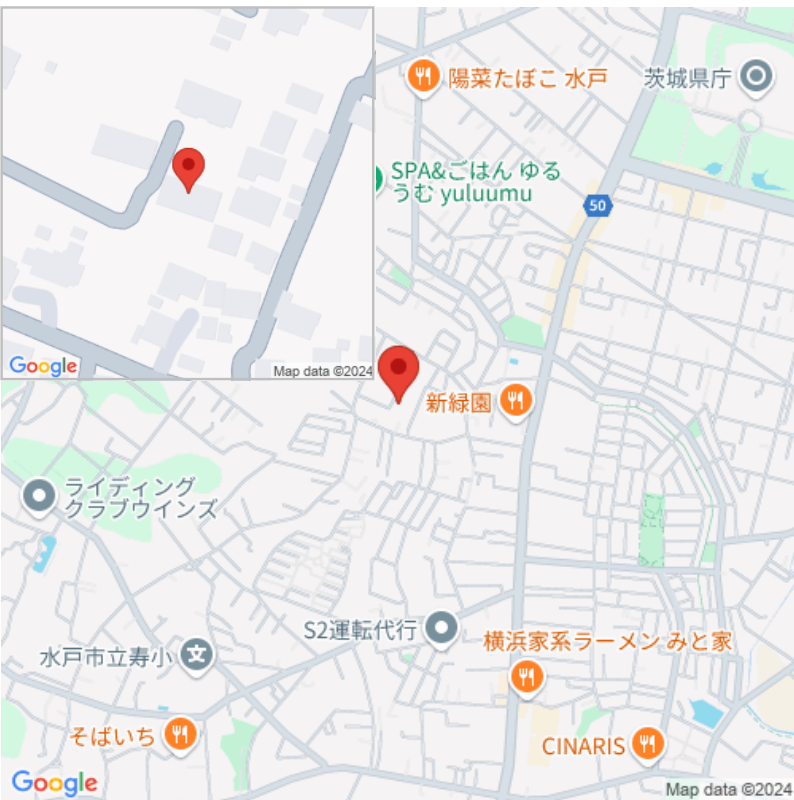 陽菜たばこ 水戸
茨城県庁
SPA&ごはん ゆる
うむ yuluumu
50
Google
Map data ©2024
新緑園
ライディング
クラブウインズ
S2運転代行
横浜家系ラーメン みと家
水戸市立寿小
文
そばいち
CINARIS
Google
Map data ©2024